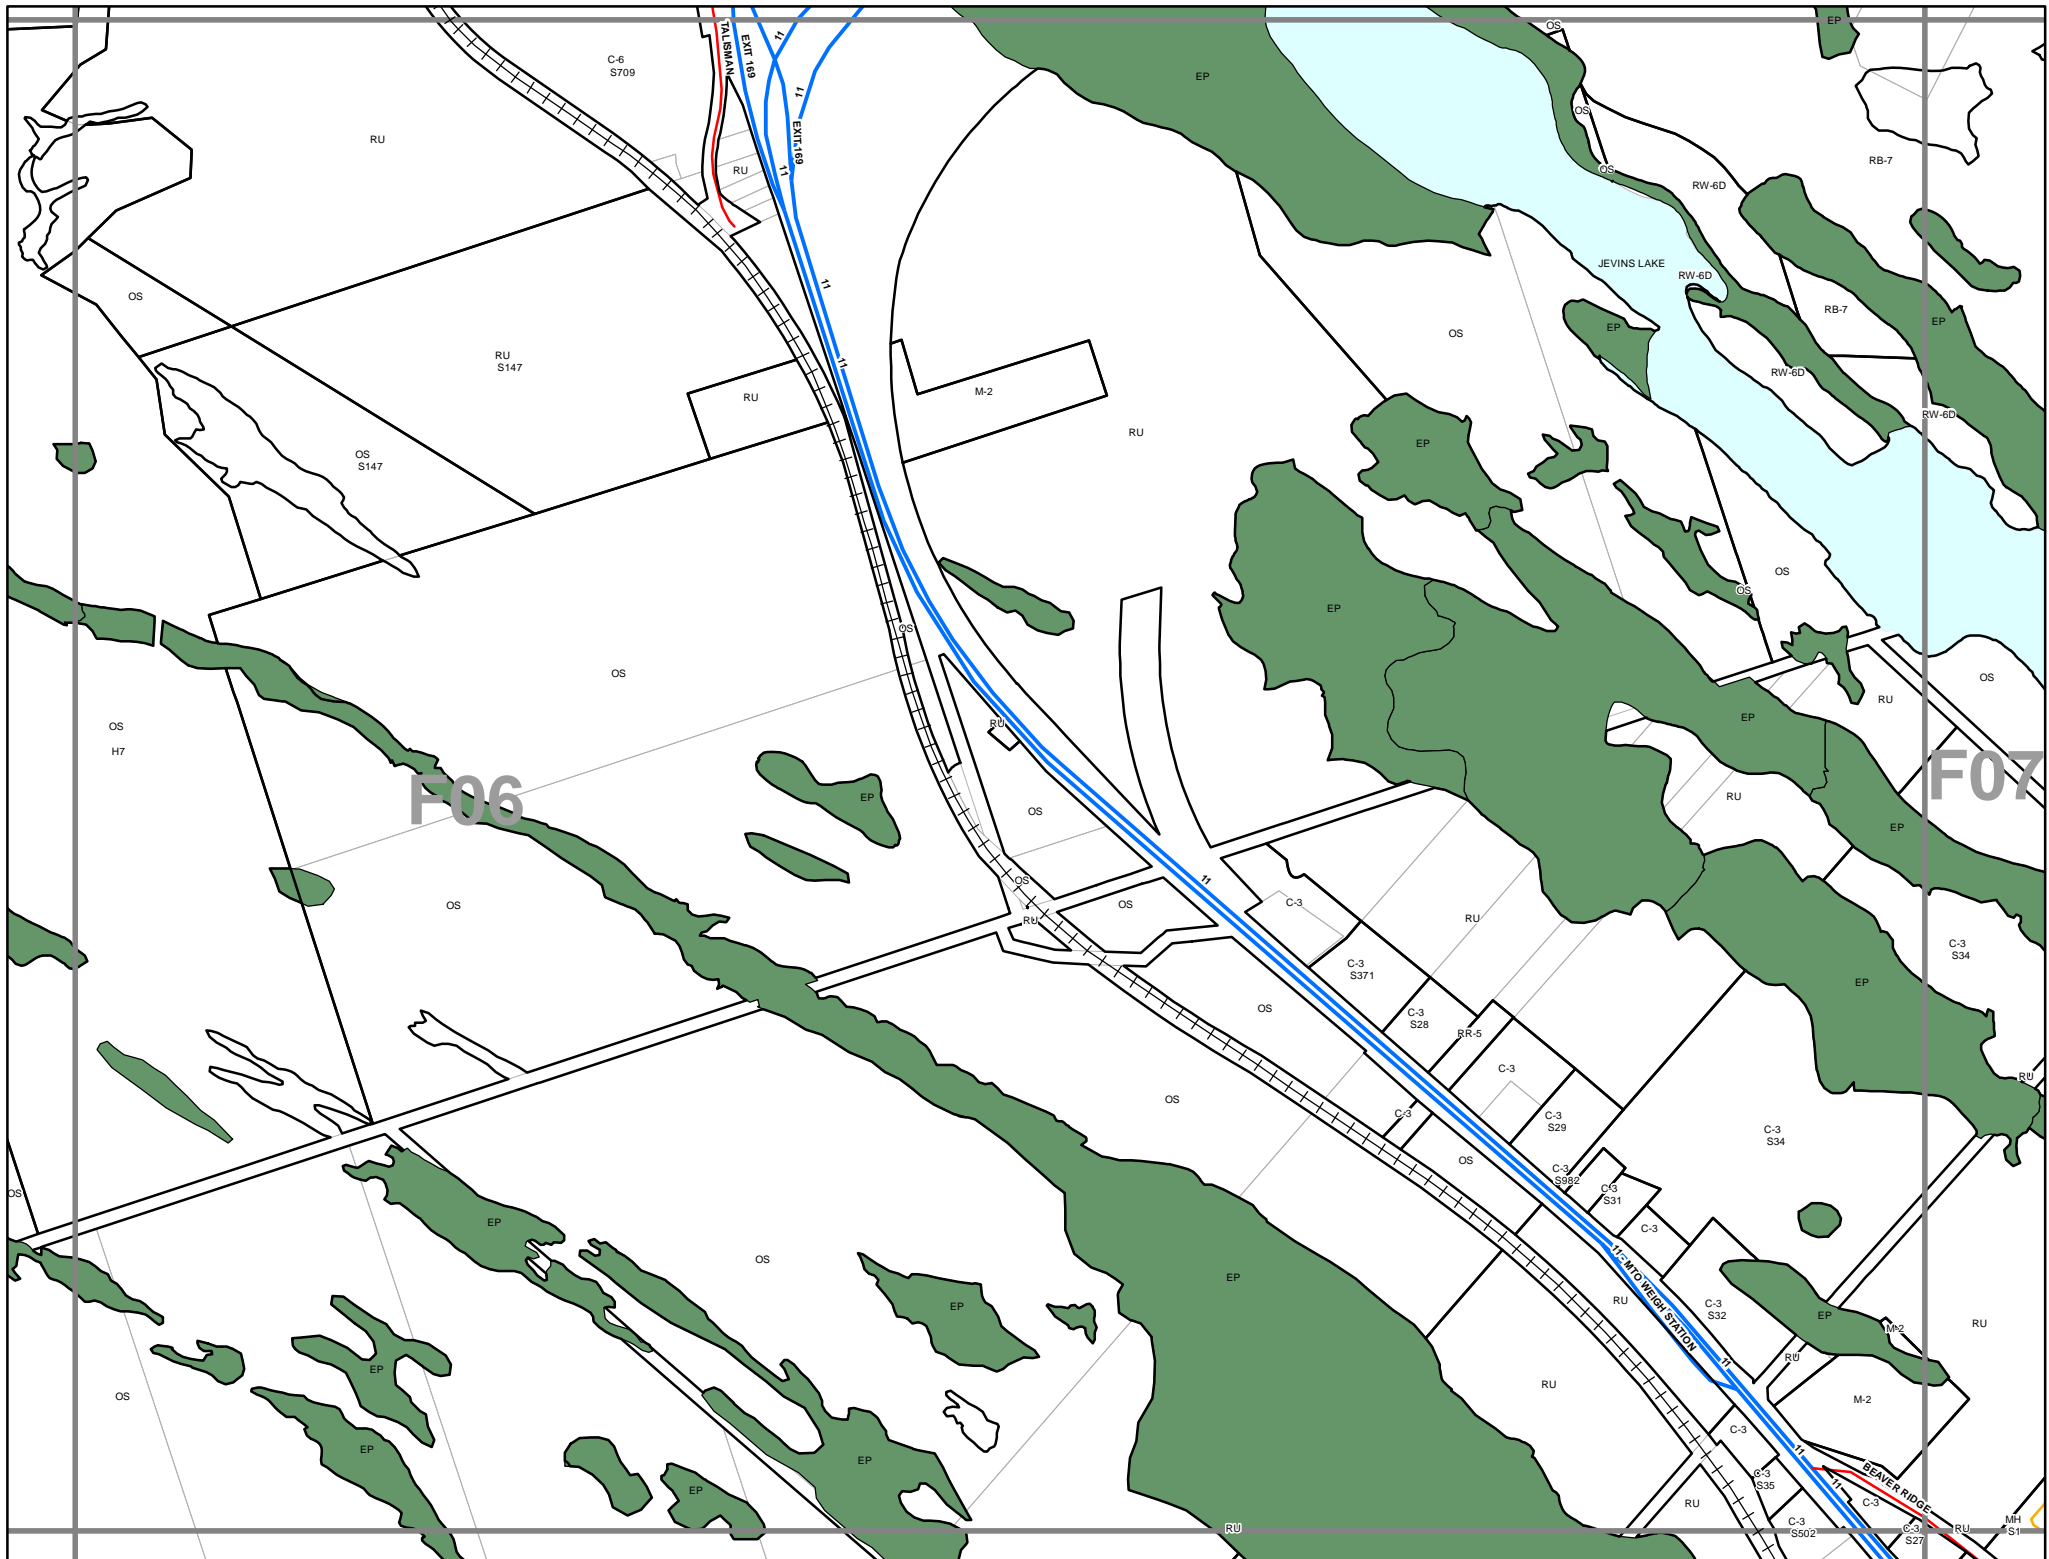 OS
EP
C-6
S709
TALISMAN
EXIT 169
11
EP
11
OS
RU
EXIT 169
RB-7
RU
11
OS
RW-6D
JEVINS LAKE
RW-6D
OS
11
RB-7
EP
EP
OS
RU
S147
11
RW-6D
RU
M-2
RW-6D
RU
EP
OS
S147
OS
OS
EP
OS
OS
OS
RU
EP
RU
OS
H7
F06
F07
EP
RU
OS
EP
OS
11
OS
OS
C-3
RU
RU
C-3
S34
C-3
S371
EP
OS
C-3
S28
RR-5
C-3
RU
OS
C-3
C-3
S29
C-3
S34
OS
C-3
S982
OS
C-3
S31
EP
C-3
OS
11
EP
MTO WEIGH STATION
RU
C-3
S32
EP
EP
M-2
RU
RU
11
EP
RU
OS
M-2
C-3
EP
11
EP
BEAVER RIDGE
C-3
S35
11
EP
RU
C-3
RU
C-3
S502
C-3
S27
RU
MH
S1